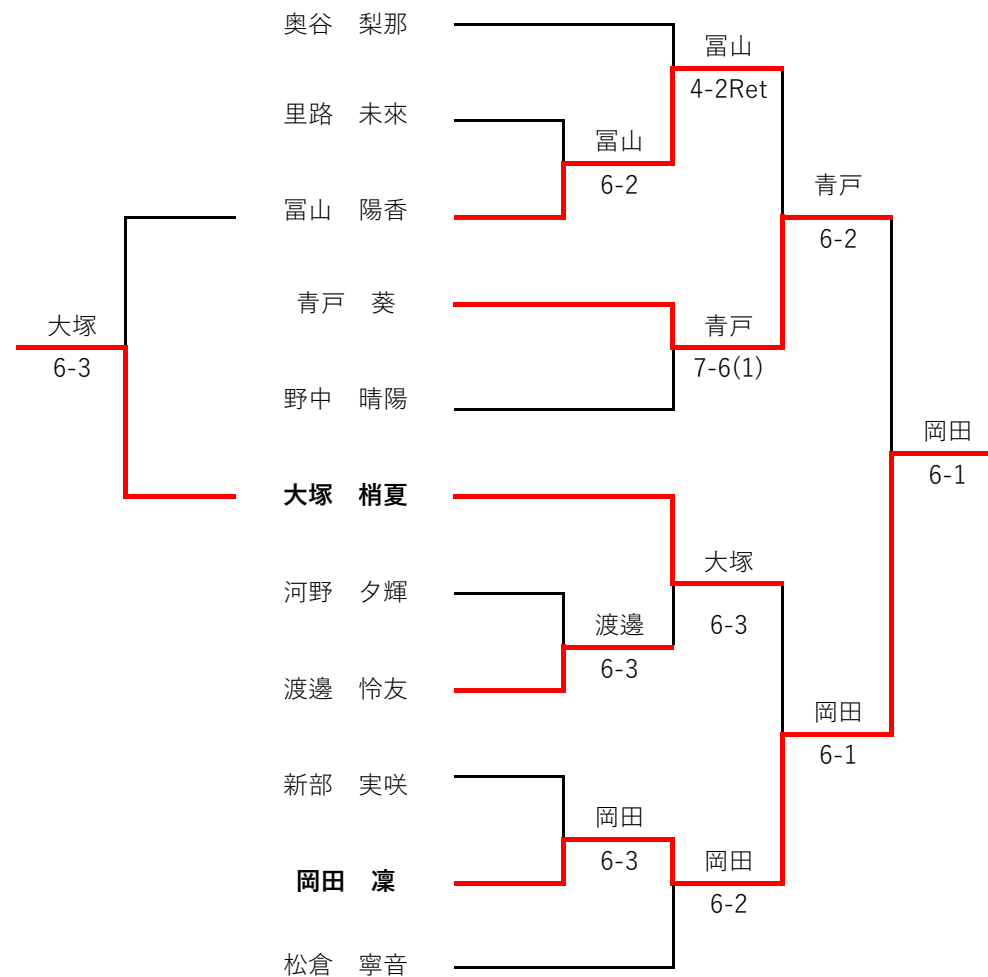 奥谷　梨那
冨山
4-2Ret
里路　未來
冨山
6-2
青戸
6-2
冨山　陽香
青戸　葵
大塚
6-3
青戸
7-6(1)
野中　晴陽
岡田
6-1
大塚　梢夏
大塚
6-3
河野　夕輝
渡邊
6-3
渡邊　怜友
岡田
6-1
新部　実咲
岡田
6-3
岡田
6-2
岡田　凜
松倉　寧音